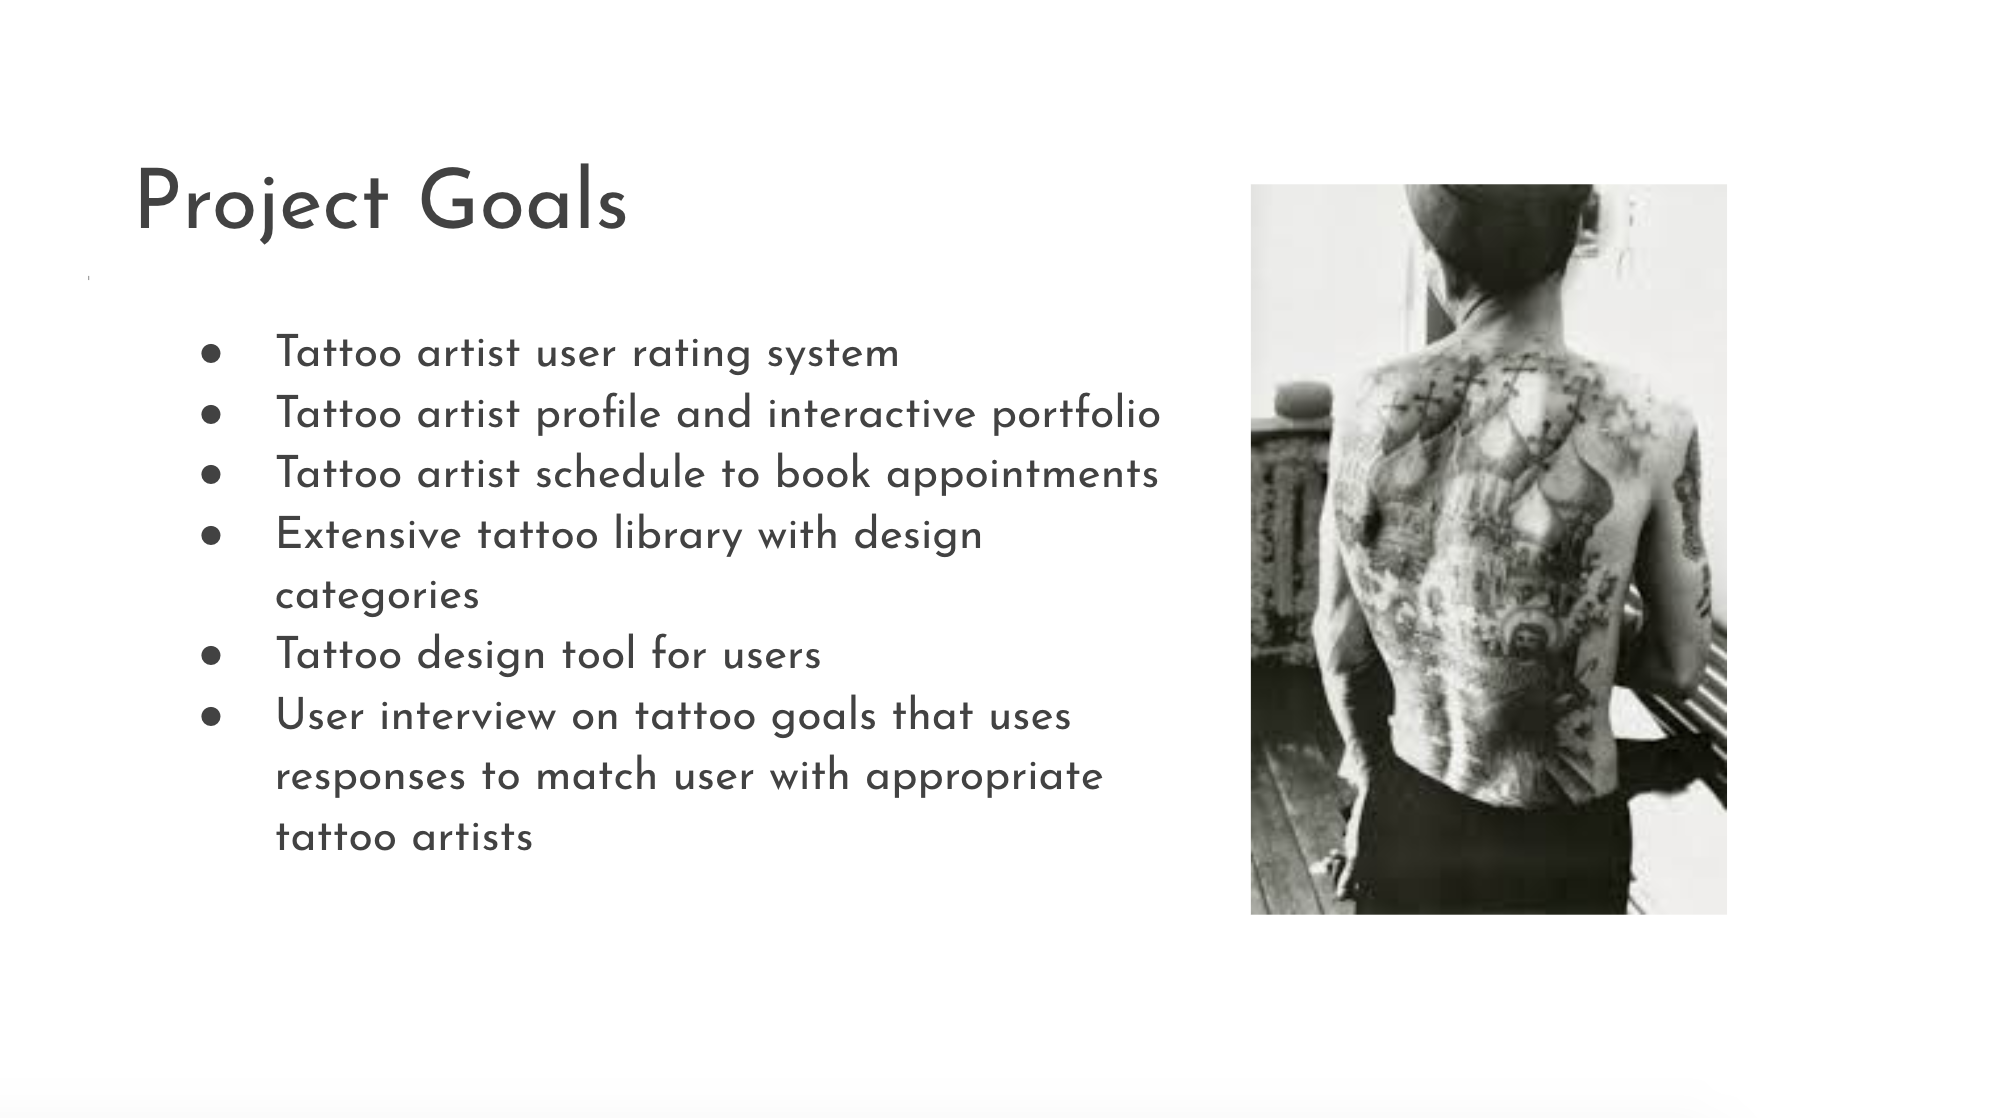 Project Goals
● Tattoo artist user rating system
● Tattoo artist profile and interactive portfolio
● Tattoo artist schedule to book appointments
● Extensive tattoo library with design
categories
● Tattoo design tool for users
● User interview on tattoo goals that uses
responses to match user with appropriate
tattoo artists